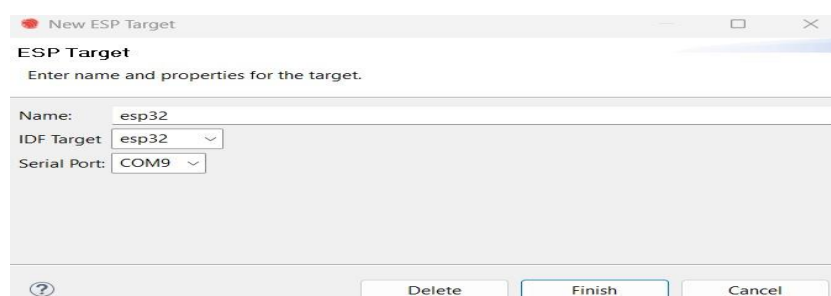 New ESP Target
ESP Target
Enter name and properties for the target.
Name: esp32
IDF Target esp32
Serial Port: COM9
? Delete Finish Cancel